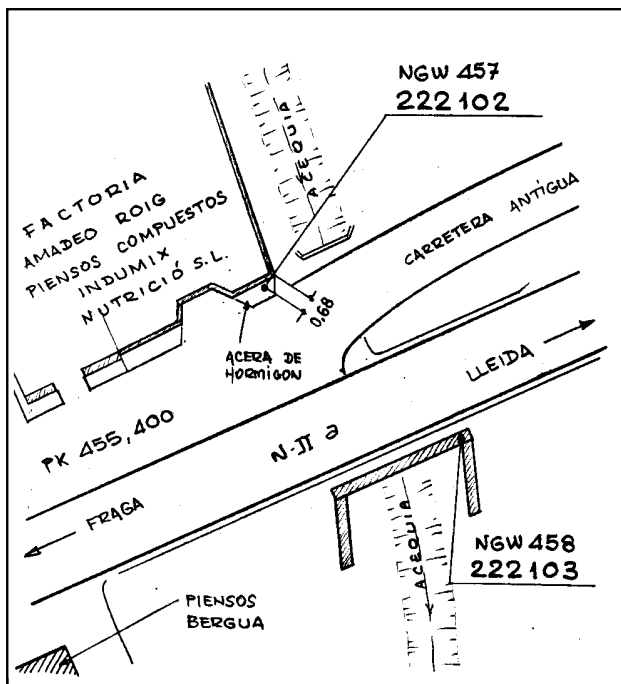 NGW 457
222102
ACEQUIA
FACTORIA
AMADEO ROIG
PIENSOS COMPUESTOS
INDUMIX
NUTRICIÓ S.L.
CARRETERA ANTÍGUA
0,68
ACERA DE
HORMIGON
LLEIDA
PK 455,400
N-II a
FRAGA
ACEQUIA
NGW 458
222103
PIENSOS
BERGUA